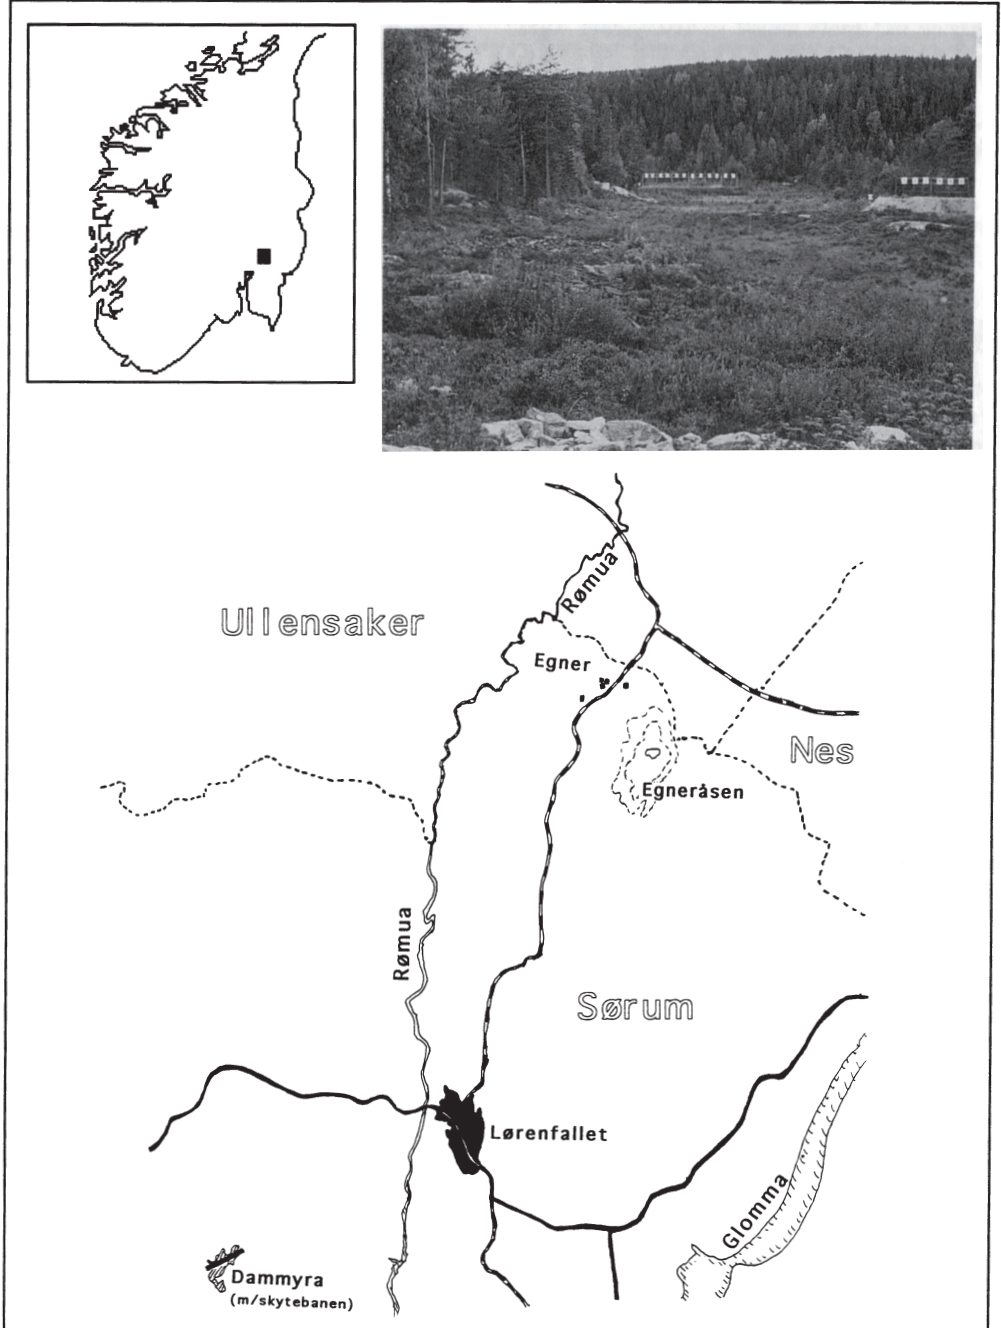 Rømua
Ullensaker
Egner
Nes
Egneråsen
Rømua
Sørum
Lørenfallet
Glomma
Dammyra
(m/skytebanen)